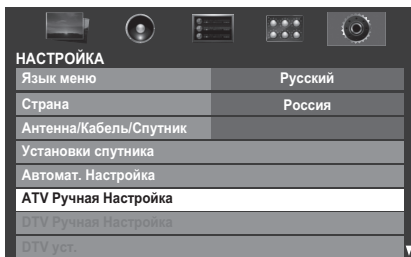 НАСТРОЙКА
Язык меню Русский
Страна Россия
Антенна/Кабель/Спутник
Установки спутника
Автомат. Настройка
ATV Ручная Настройка
DTV Ручная Настройка
DTV уст.